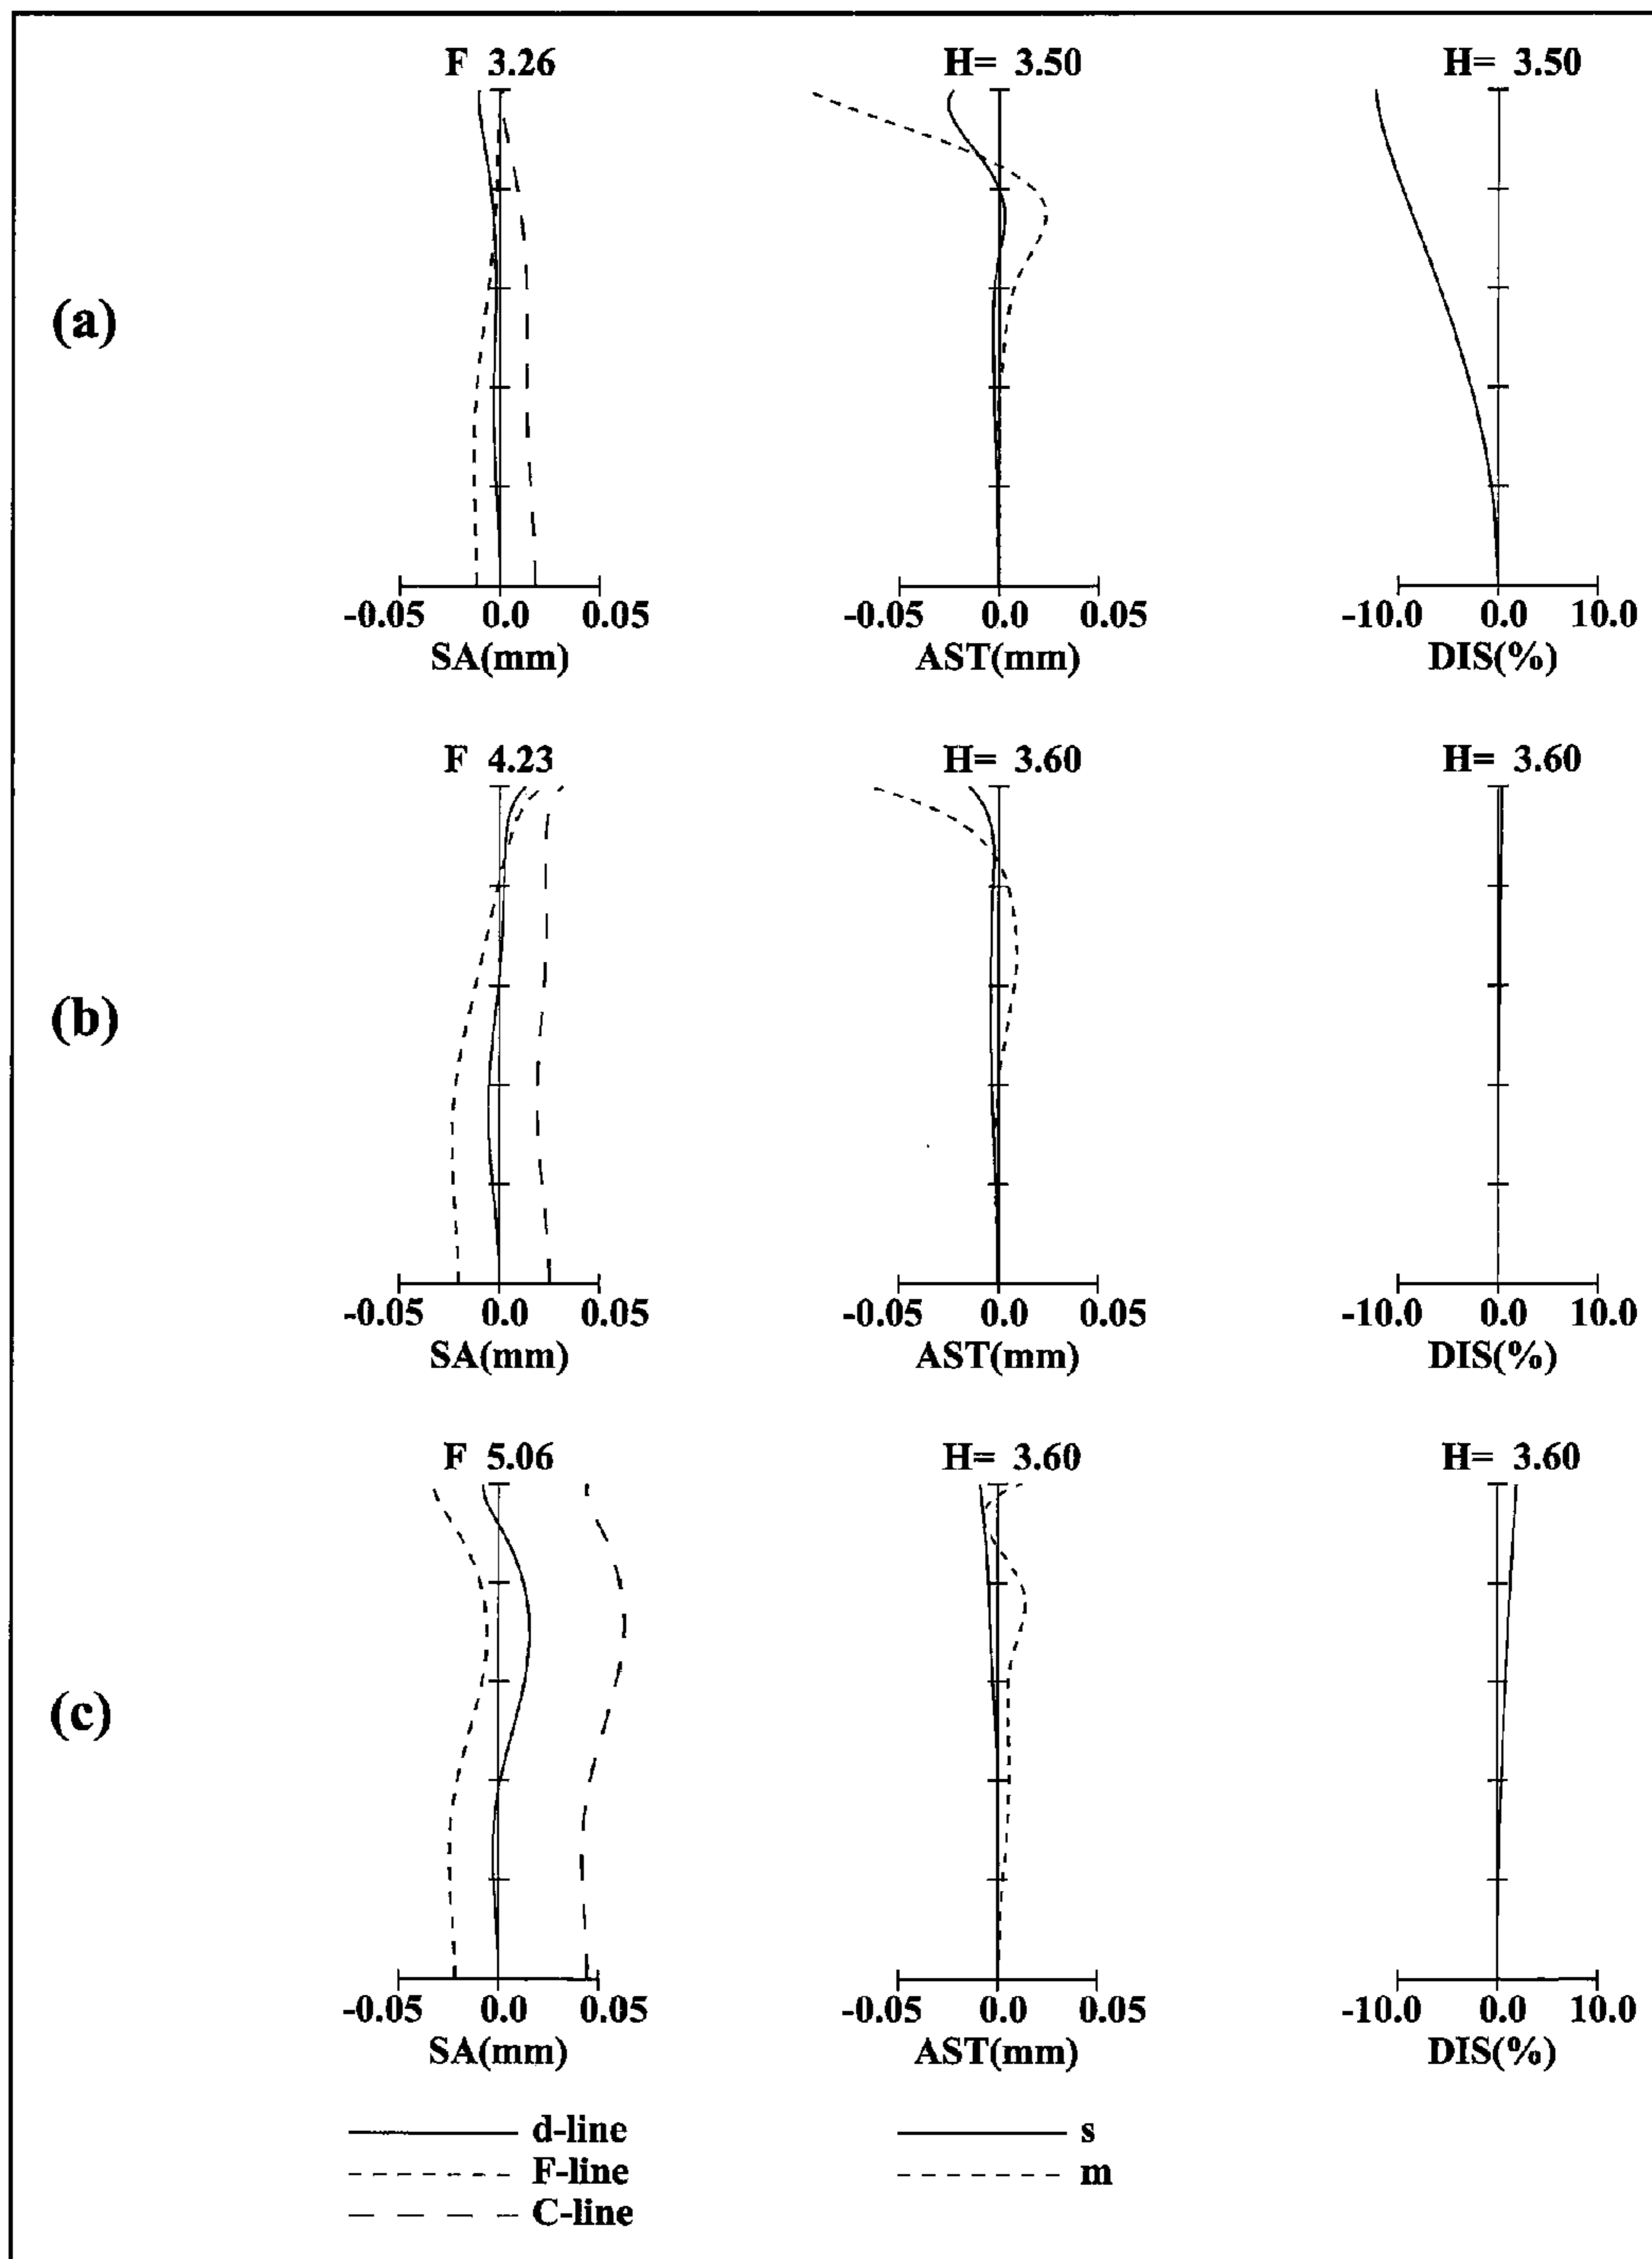 F 3.26
H= 3.50
H= 3.50
(a)
-0.05 0.0 0.05
-0.05 0.0 0.05
-10.0 0.0 10.0
SA(mm)
AST(mm)
DIS(%)
F 4.23
H= 3.60
H= 3.60
(b)
-0.05 0.0 0.05
-0.05 0.0 0.05
-10.0 0.0 10.0
SA(mm)
AST(mm)
DIS(%)
F 5.06
H= 3.60
H= 3.60
(c)
-0.05 0.0 0.05
-0.05 0.0 0.05
-10.0 0.0 10.0
SA(mm)
AST(mm)
DIS(%)
d-line
F-line
C-line
s
m